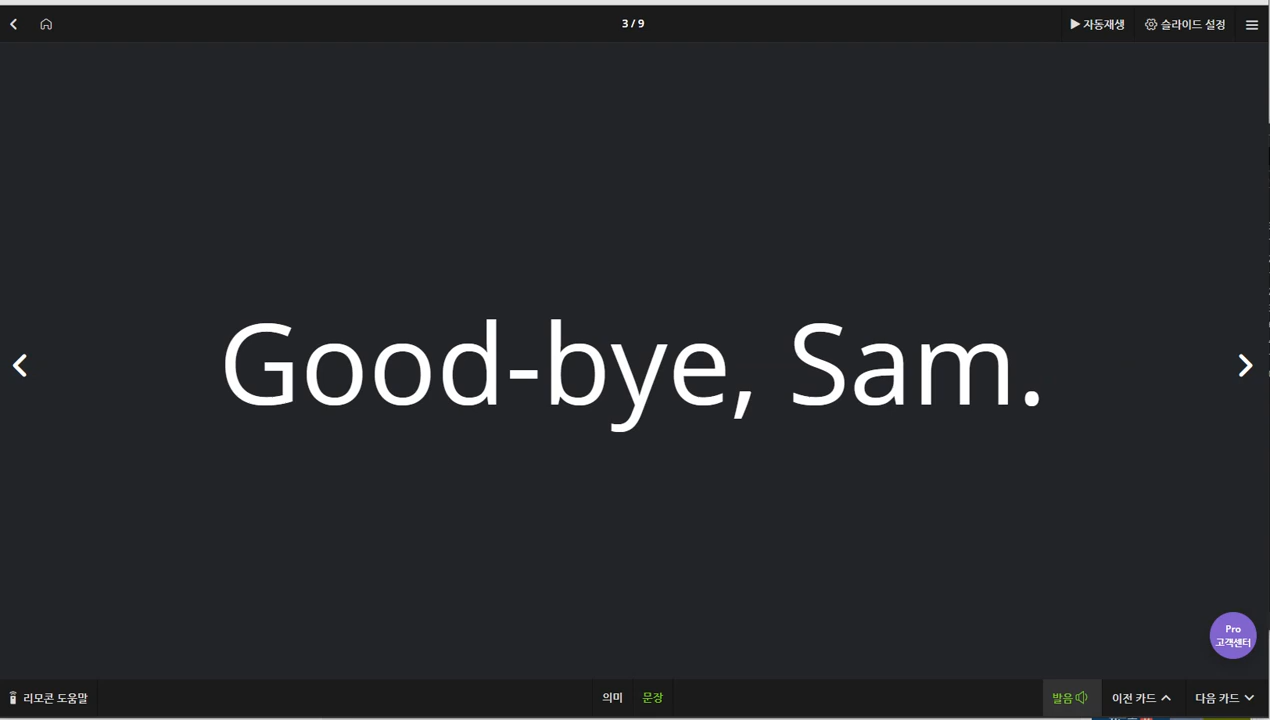 3 / 9
자동재생
슬라이드 설정
Good-bye, Sam.
Pro
고객센터
리모콘 도움말
의미
문장
발음
이전 카드
다음 카드